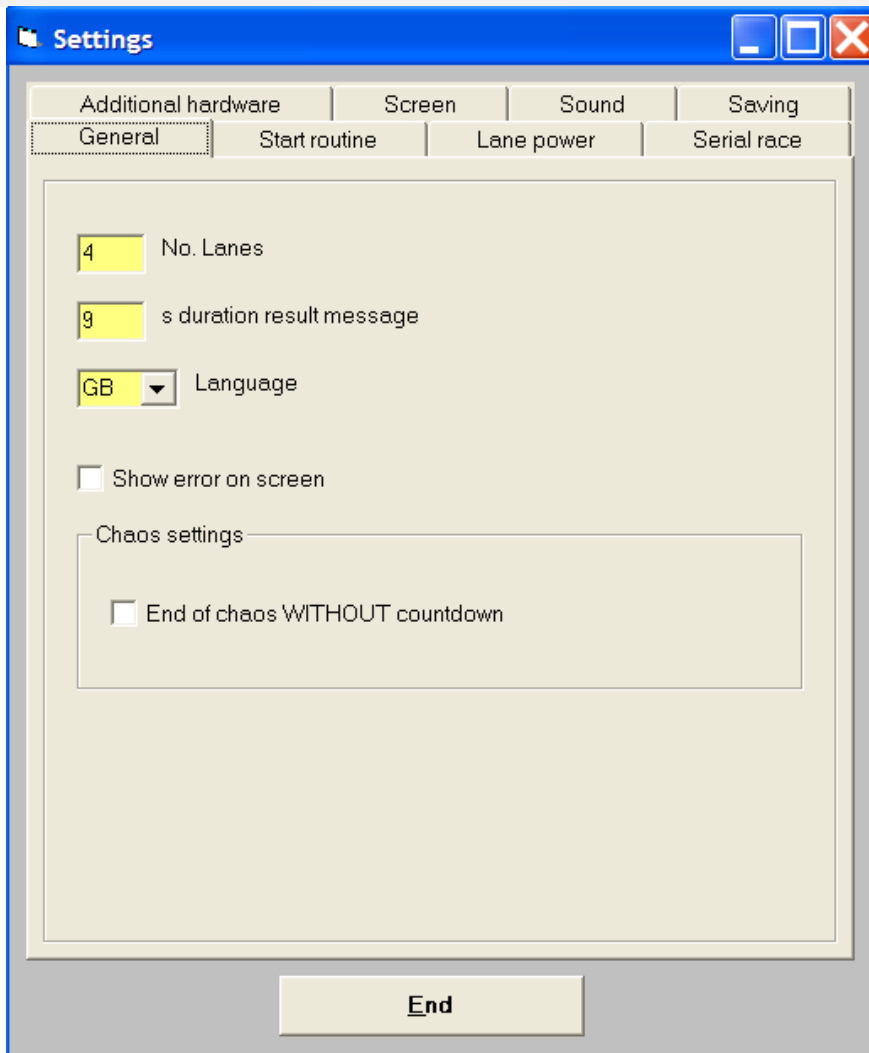 Settings
Additional hardware Screen Sound Saving
General Start routine Lane power Serial race
4 No. Lanes
9 s duration result message
GB Language
Show error on screen
Chaos settings
End of chaos WITHOUT countdown
End